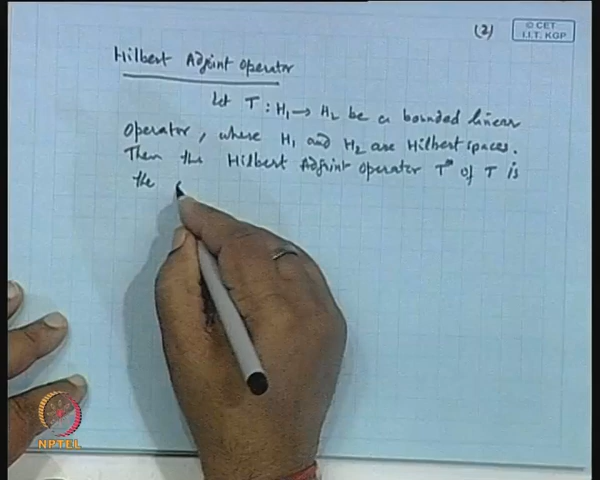 (2)
© CET
I.I.T. KGP
Hilbert Adjoint Operator
Let T : H₁ → H₂ be a bounded linear
Operator, where H₁ and H₂ are Hilbert spaces.
Then the Hilbert Adjoint Operator T* of T is
the
NPTEL